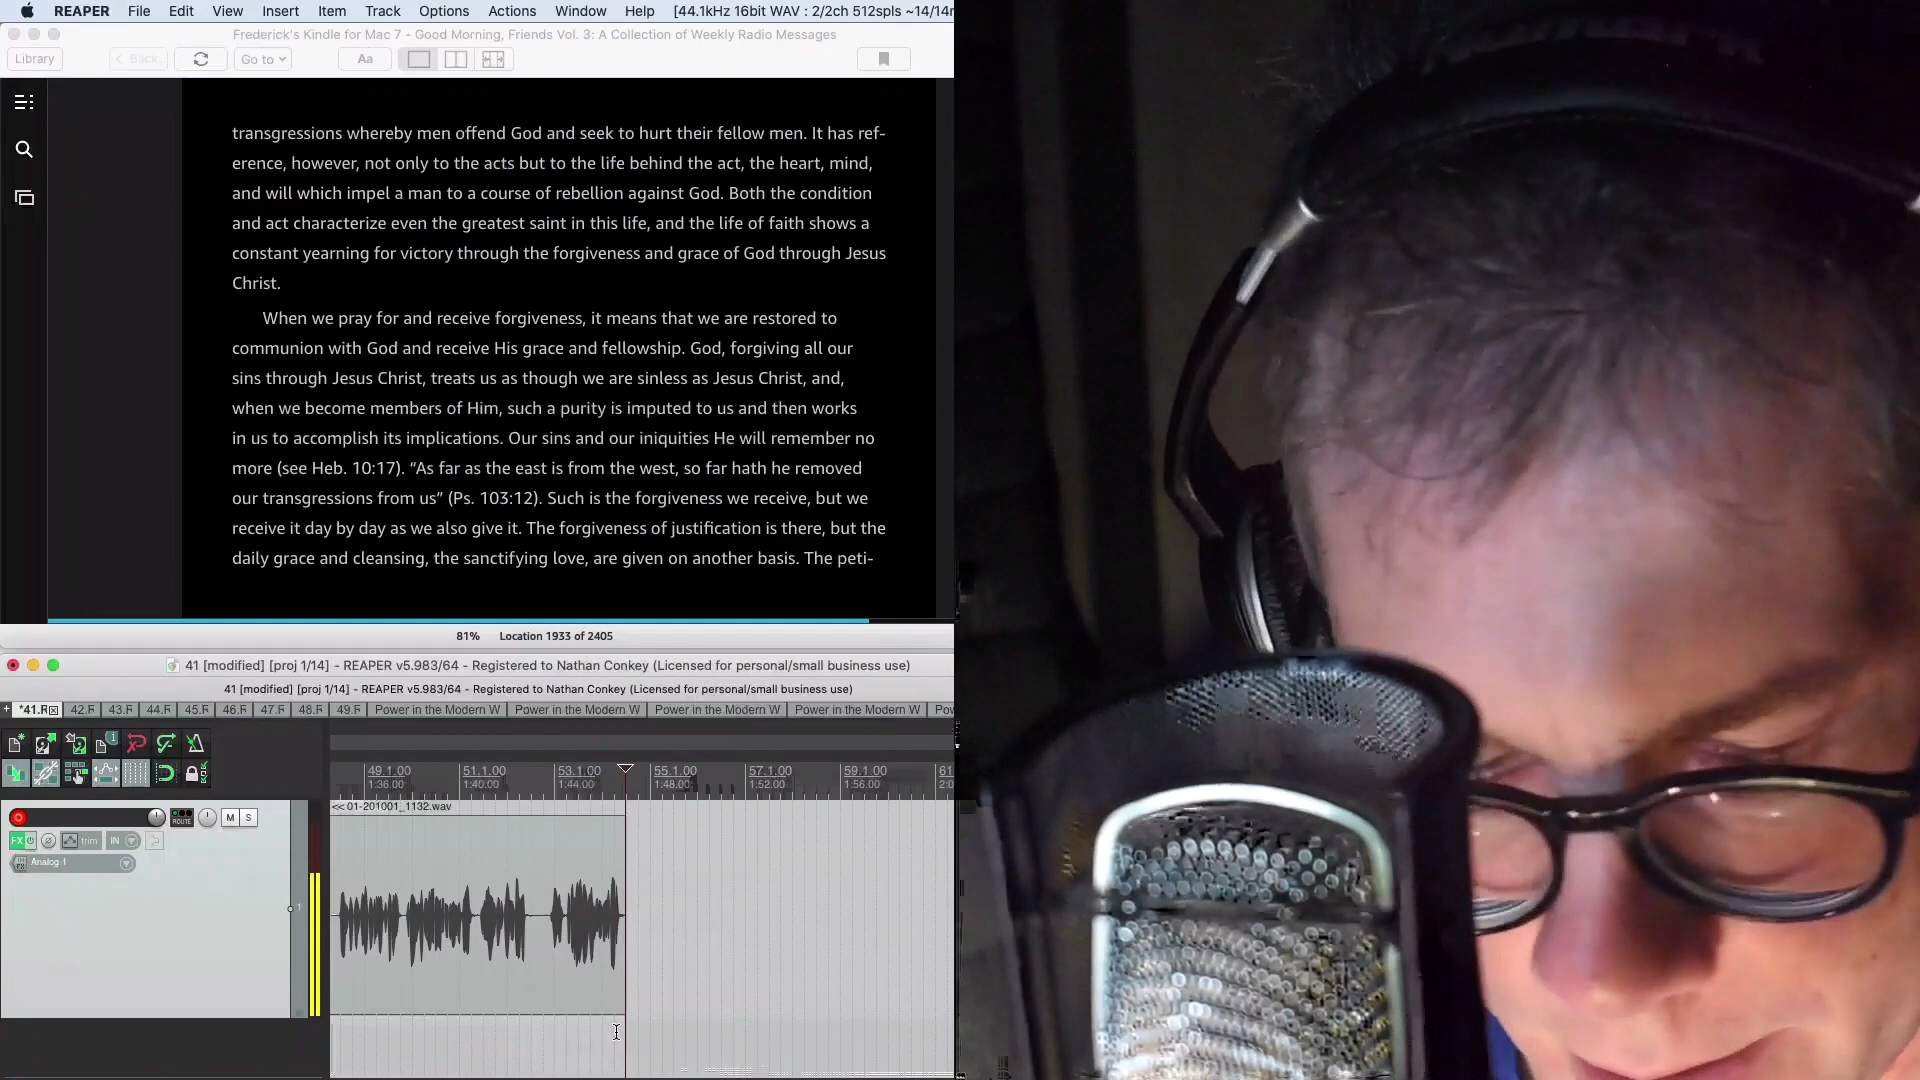 REAPER File Edit View Insert Item Track Options Actions Window Help [44.1kHz 16bit WAV : 2/2ch 512spls ~14/14m
Frederick's Kindle for Mac 7 - Good Morning, Friends Vol. 3: A Collection of Weekly Radio Messages
Library Back Go to Aa
transgressions whereby men offend God and seek to hurt their fellow men. It has ref-
erence, however, not only to the acts but to the life behind the act, the heart, mind,
and will which impel a man to a course of rebellion against God. Both the condition
and act characterize even the greatest saint in this life, and the life of faith shows a
constant yearning for victory through the forgiveness and grace of God through Jesus
Christ.
When we pray for and receive forgiveness, it means that we are restored to
communion with God and receive His grace and fellowship. God, forgiving all our
sins through Jesus Christ, treats us as though we are sinless as Jesus Christ, and,
when we become members of Him, such a purity is imputed to us and then works
in us to accomplish its implications. Our sins and our iniquities He will remember no
more (see Heb. 10:17). “As far as the east is from the west, so far hath he removed
our transgressions from us” (Ps. 103:12). Such is the forgiveness we receive, but we
receive it day by day as we also give it. The forgiveness of justification is there, but the
daily grace and cleansing, the sanctifying love, are given on another basis. The peti-
81% Location 1933 of 2405
41 [modified] [proj 1/14] - REAPER v5.983/64 - Registered to Nathan Conkey (Licensed for personal/small business use)
41 [modified] [proj 1/14] - REAPER v5.983/64 - Registered to Nathan Conkey (Licensed for personal/small business use)
+ *41.R 42.R 43.R 44.R 45.R 46.R 47.R 48.R 49.R Power in the Modern W Power in the Modern W Power in the Modern W Power in the Modern W Pow
49.1.00 51.1.00 53.1.00 55.1.00 57.1.00 59.1.00 61
1:36.00 1:40.00 1:44.00 1:48.00 1:52.00 1:56.00 2:0
<< 01-201001_1132.wav
ROUTE M S
FX trim IN
IN FX Analog 1
1